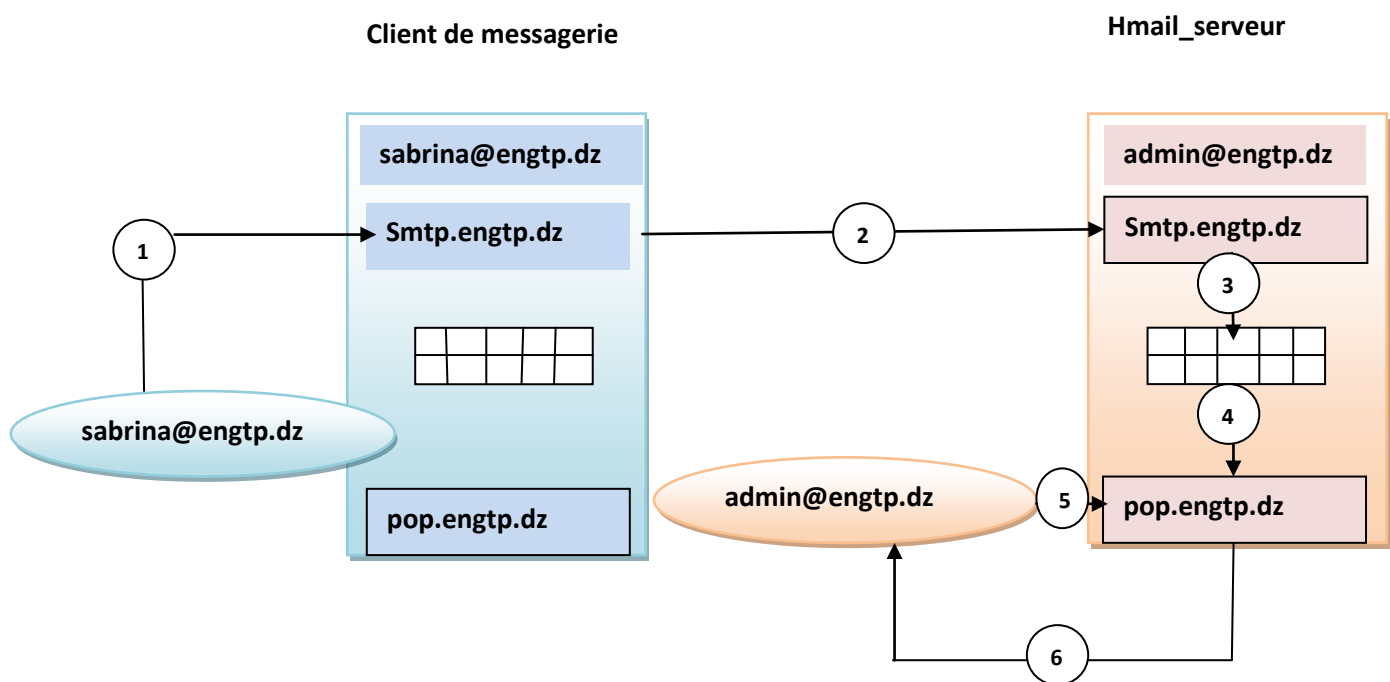 Client de messagerie
Hmail_serveur
sabrina@engtp.dz
admin@engtp.dz
1
Smtp.engtp.dz
2
Smtp.engtp.dz
3
4
sabrina@engtp.dz
pop.engtp.dz
admin@engtp.dz
5
pop.engtp.dz
6